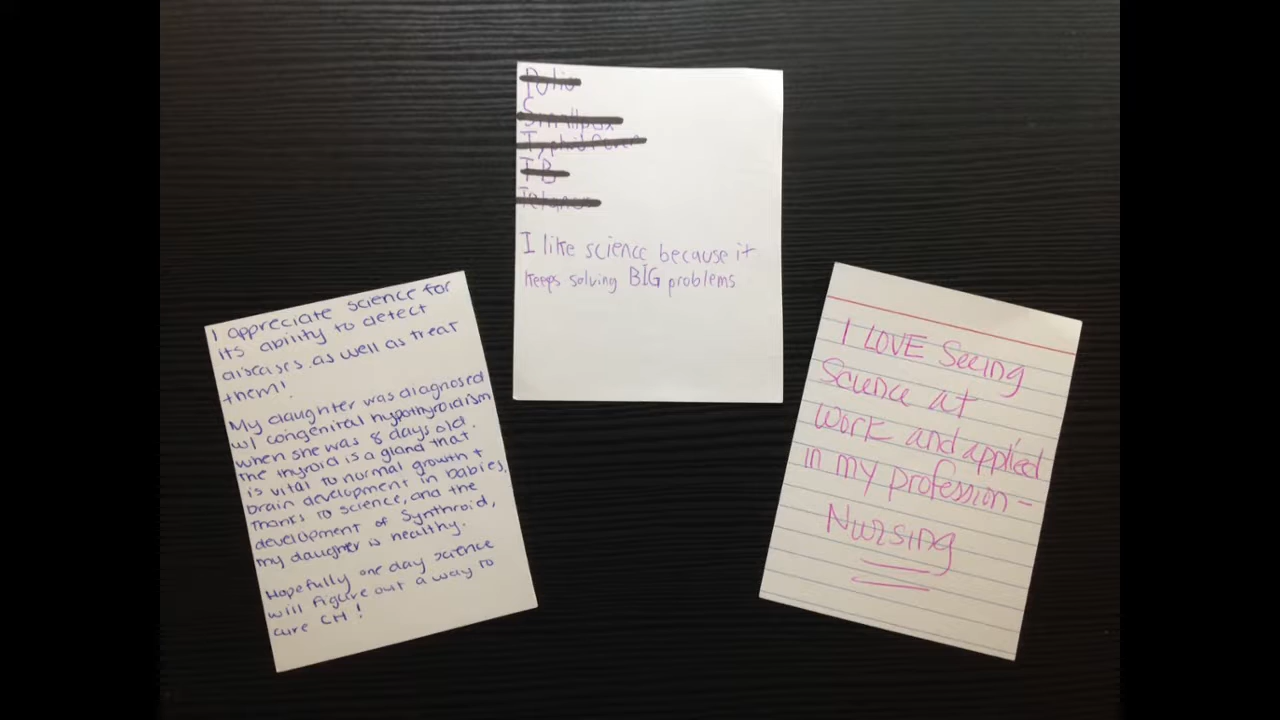 I appreciate science for
its ability to detect
diseases. as well as treat
them!
My daughter was diagnosed
w/ congenital hypothyroidism
when she was 8 days old.
The thyroid is a gland that
is vital to normal growth +
brain development in babies.
Thanks to science, and the
development of Synthroid,
my daugher is healthy.
Hopefully one day science
will figure out a way to
cure CH!
Polio
Smallpox
Typhoid Fever
TB
Tetanus
I like science because it
keeps solving BIG problems
I LOVE Seeing
Science at
work and applied
in my profession -
Nursing